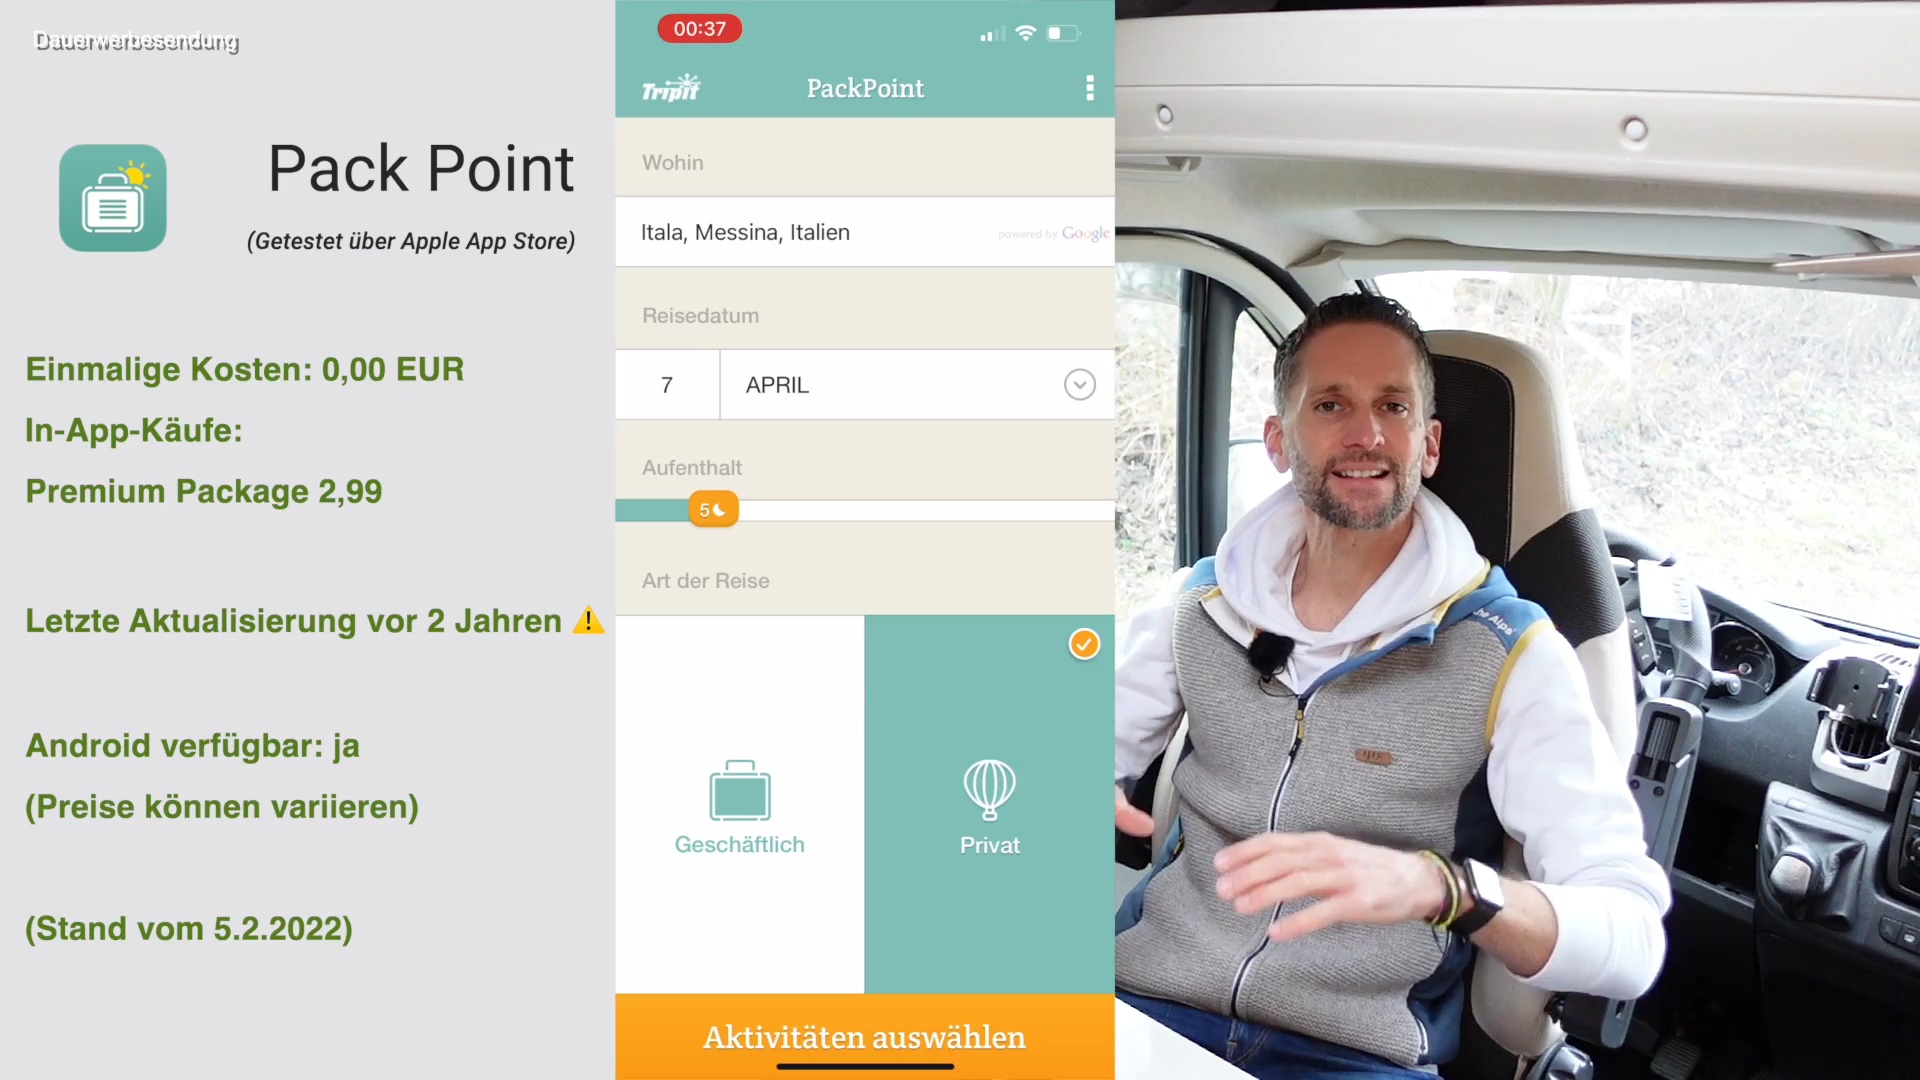 Dauerwerbesendung
Pack Point
(Getestet über Apple App Store)
Einmalige Kosten: 0,00 EUR
In-App-Käufe:
Premium Package 2,99
Letzte Aktualisierung vor 2 Jahren ⚠️
Android verfügbar: ja
(Preise können variieren)
(Stand vom 5.2.2022)
00:37
TripIt
PackPoint
Wohin
Itala, Messina, Italien
powered by Google
Reisedatum
7 APRIL
Aufenthalt
5
Art der Reise
Geschäftlich
Privat
Aktivitäten auswählen
the Alps